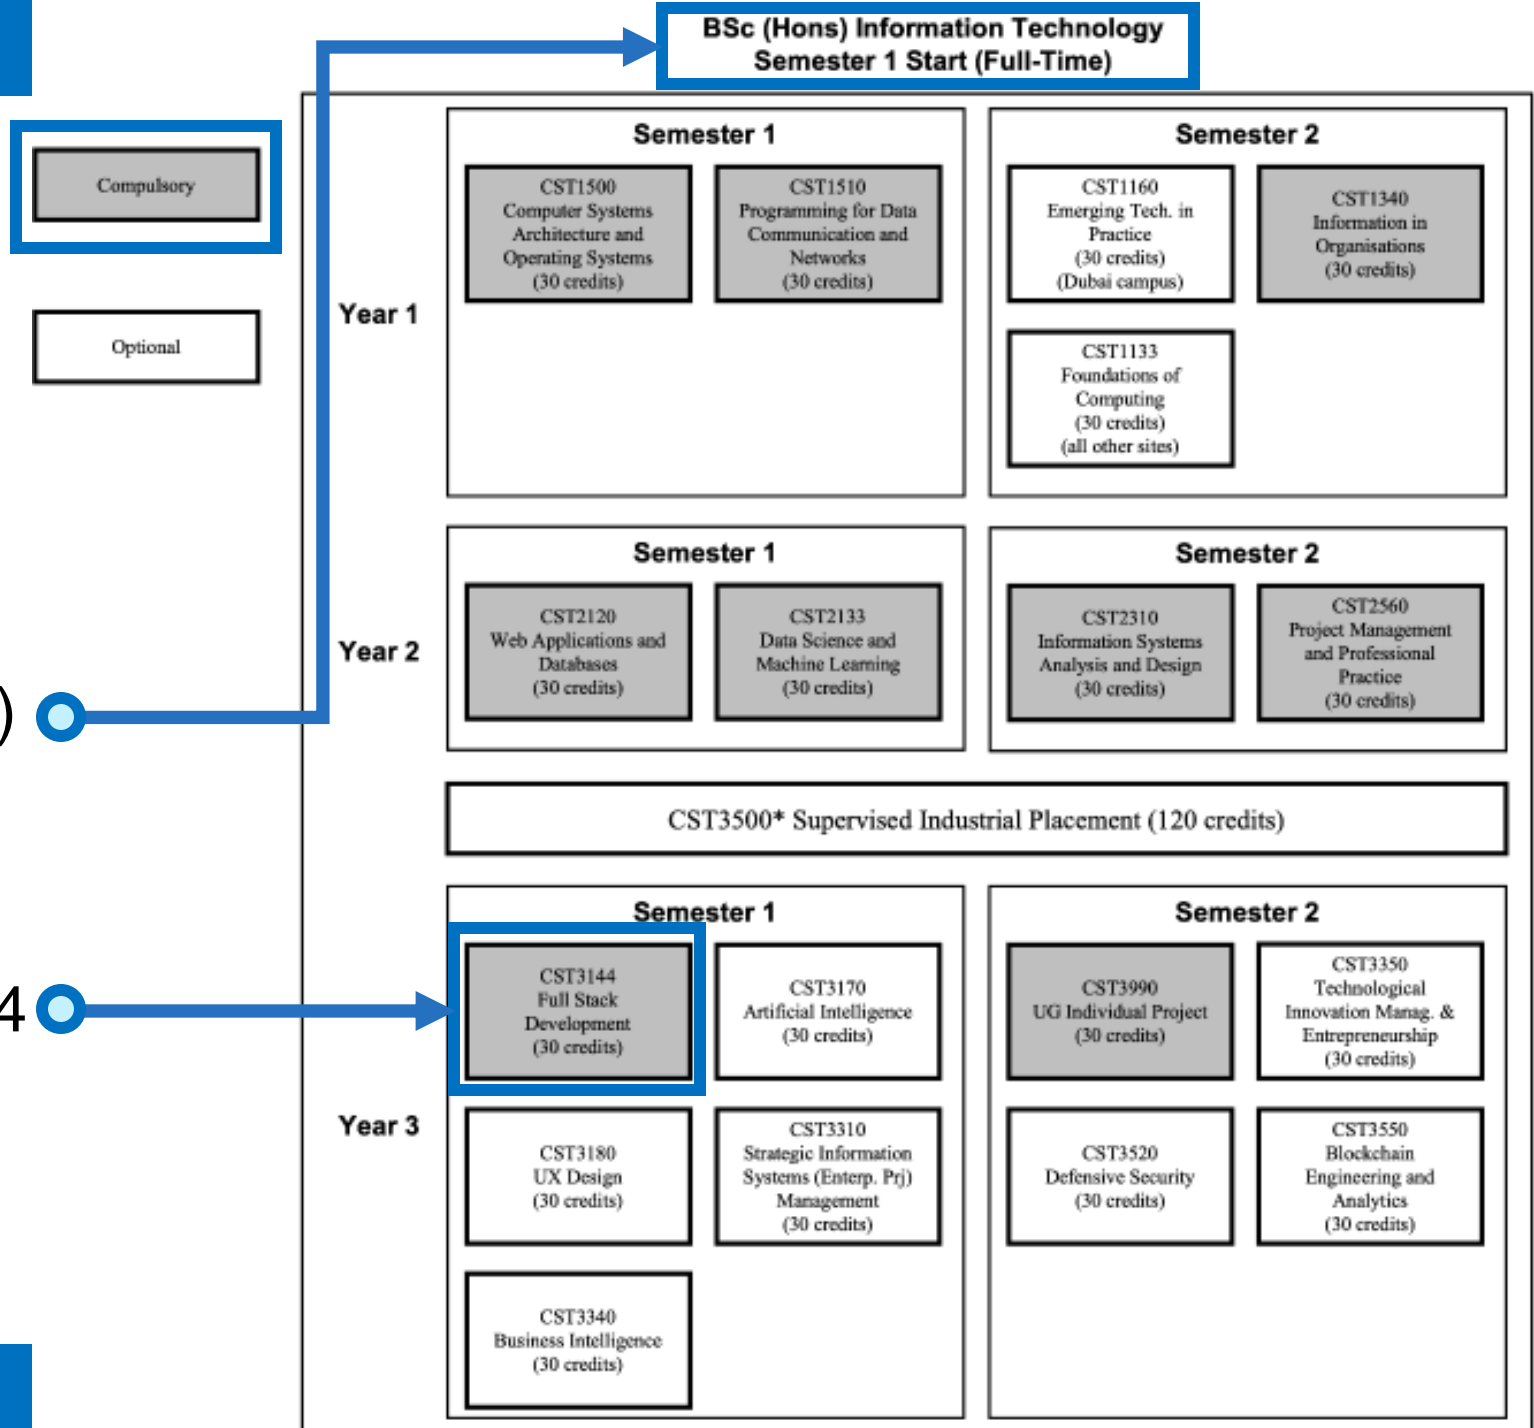 BSc (Hons) Information Technology
Semester 1 Start (Full-Time)
Compulsory
Optional
Year 1
Semester 1
CST1500
Computer Systems
Architecture and
Operating Systems
(30 credits)
CST1510
Programming for Data
Communication and
Networks
(30 credits)
Semester 2
CST1160
Emerging Tech. in
Practice
(30 credits)
(Dubai campus)
CST1340
Information in
Organisations
(30 credits)
CST1133
Foundations of
Computing
(30 credits)
(all other sites)
Year 2
Semester 1
CST2120
Web Applications and
Databases
(30 credits)
CST2133
Data Science and
Machine Learning
(30 credits)
Semester 2
CST2310
Information Systems
Analysis and Design
(30 credits)
CST2560
Project Management
and Professional
Practice
(30 credits)
)
CST3500* Supervised Industrial Placement (120 credits)
4
Year 3
Semester 1
CST3144
Full Stack
Development
(30 credits)
CST3170
Artificial Intelligence
(30 credits)
CST3180
UX Design
(30 credits)
CST3310
Strategic Information
Systems (Enterp. Prj)
Management
(30 credits)
CST3340
Business Intelligence
(30 credits)
Semester 2
CST3990
UG Individual Project
(30 credits)
CST3350
Technological
Innovation Manag. &
Entrepreneurship
(30 credits)
CST3520
Defensive Security
(30 credits)
CST3550
Blockchain
Engineering and
Analytics
(30 credits)